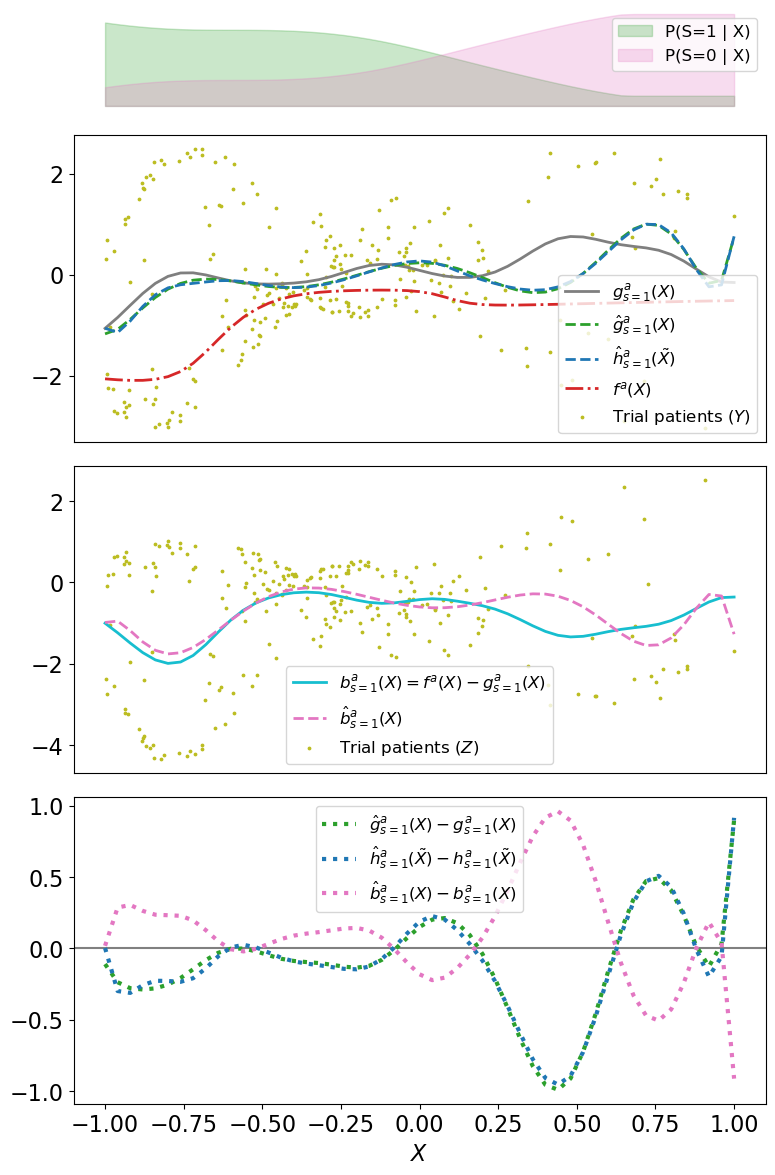 P(S=1 | X)
P(S=0 | X)
2
0
−2
g^a_{s=1}(X)
ĝ^a_{s=1}(X)
ĥ^a_{s=1}(X̃)
f^a(X)
Trial patients (Y)
2
0
−2
−4
b^a_{s=1}(X) = f^a(X) − g^a_{s=1}(X)
b̂^a_{s=1}(X)
Trial patients (Z)
1.0
0.5
0.0
−0.5
−1.0
ĝ^a_{s=1}(X) − g^a_{s=1}(X)
ĥ^a_{s=1}(X̃) − h^a_{s=1}(X̃)
b̂^a_{s=1}(X) − b^a_{s=1}(X)
−1.00 −0.75 −0.50 −0.25 0.00 0.25 0.50 0.75 1.00
X